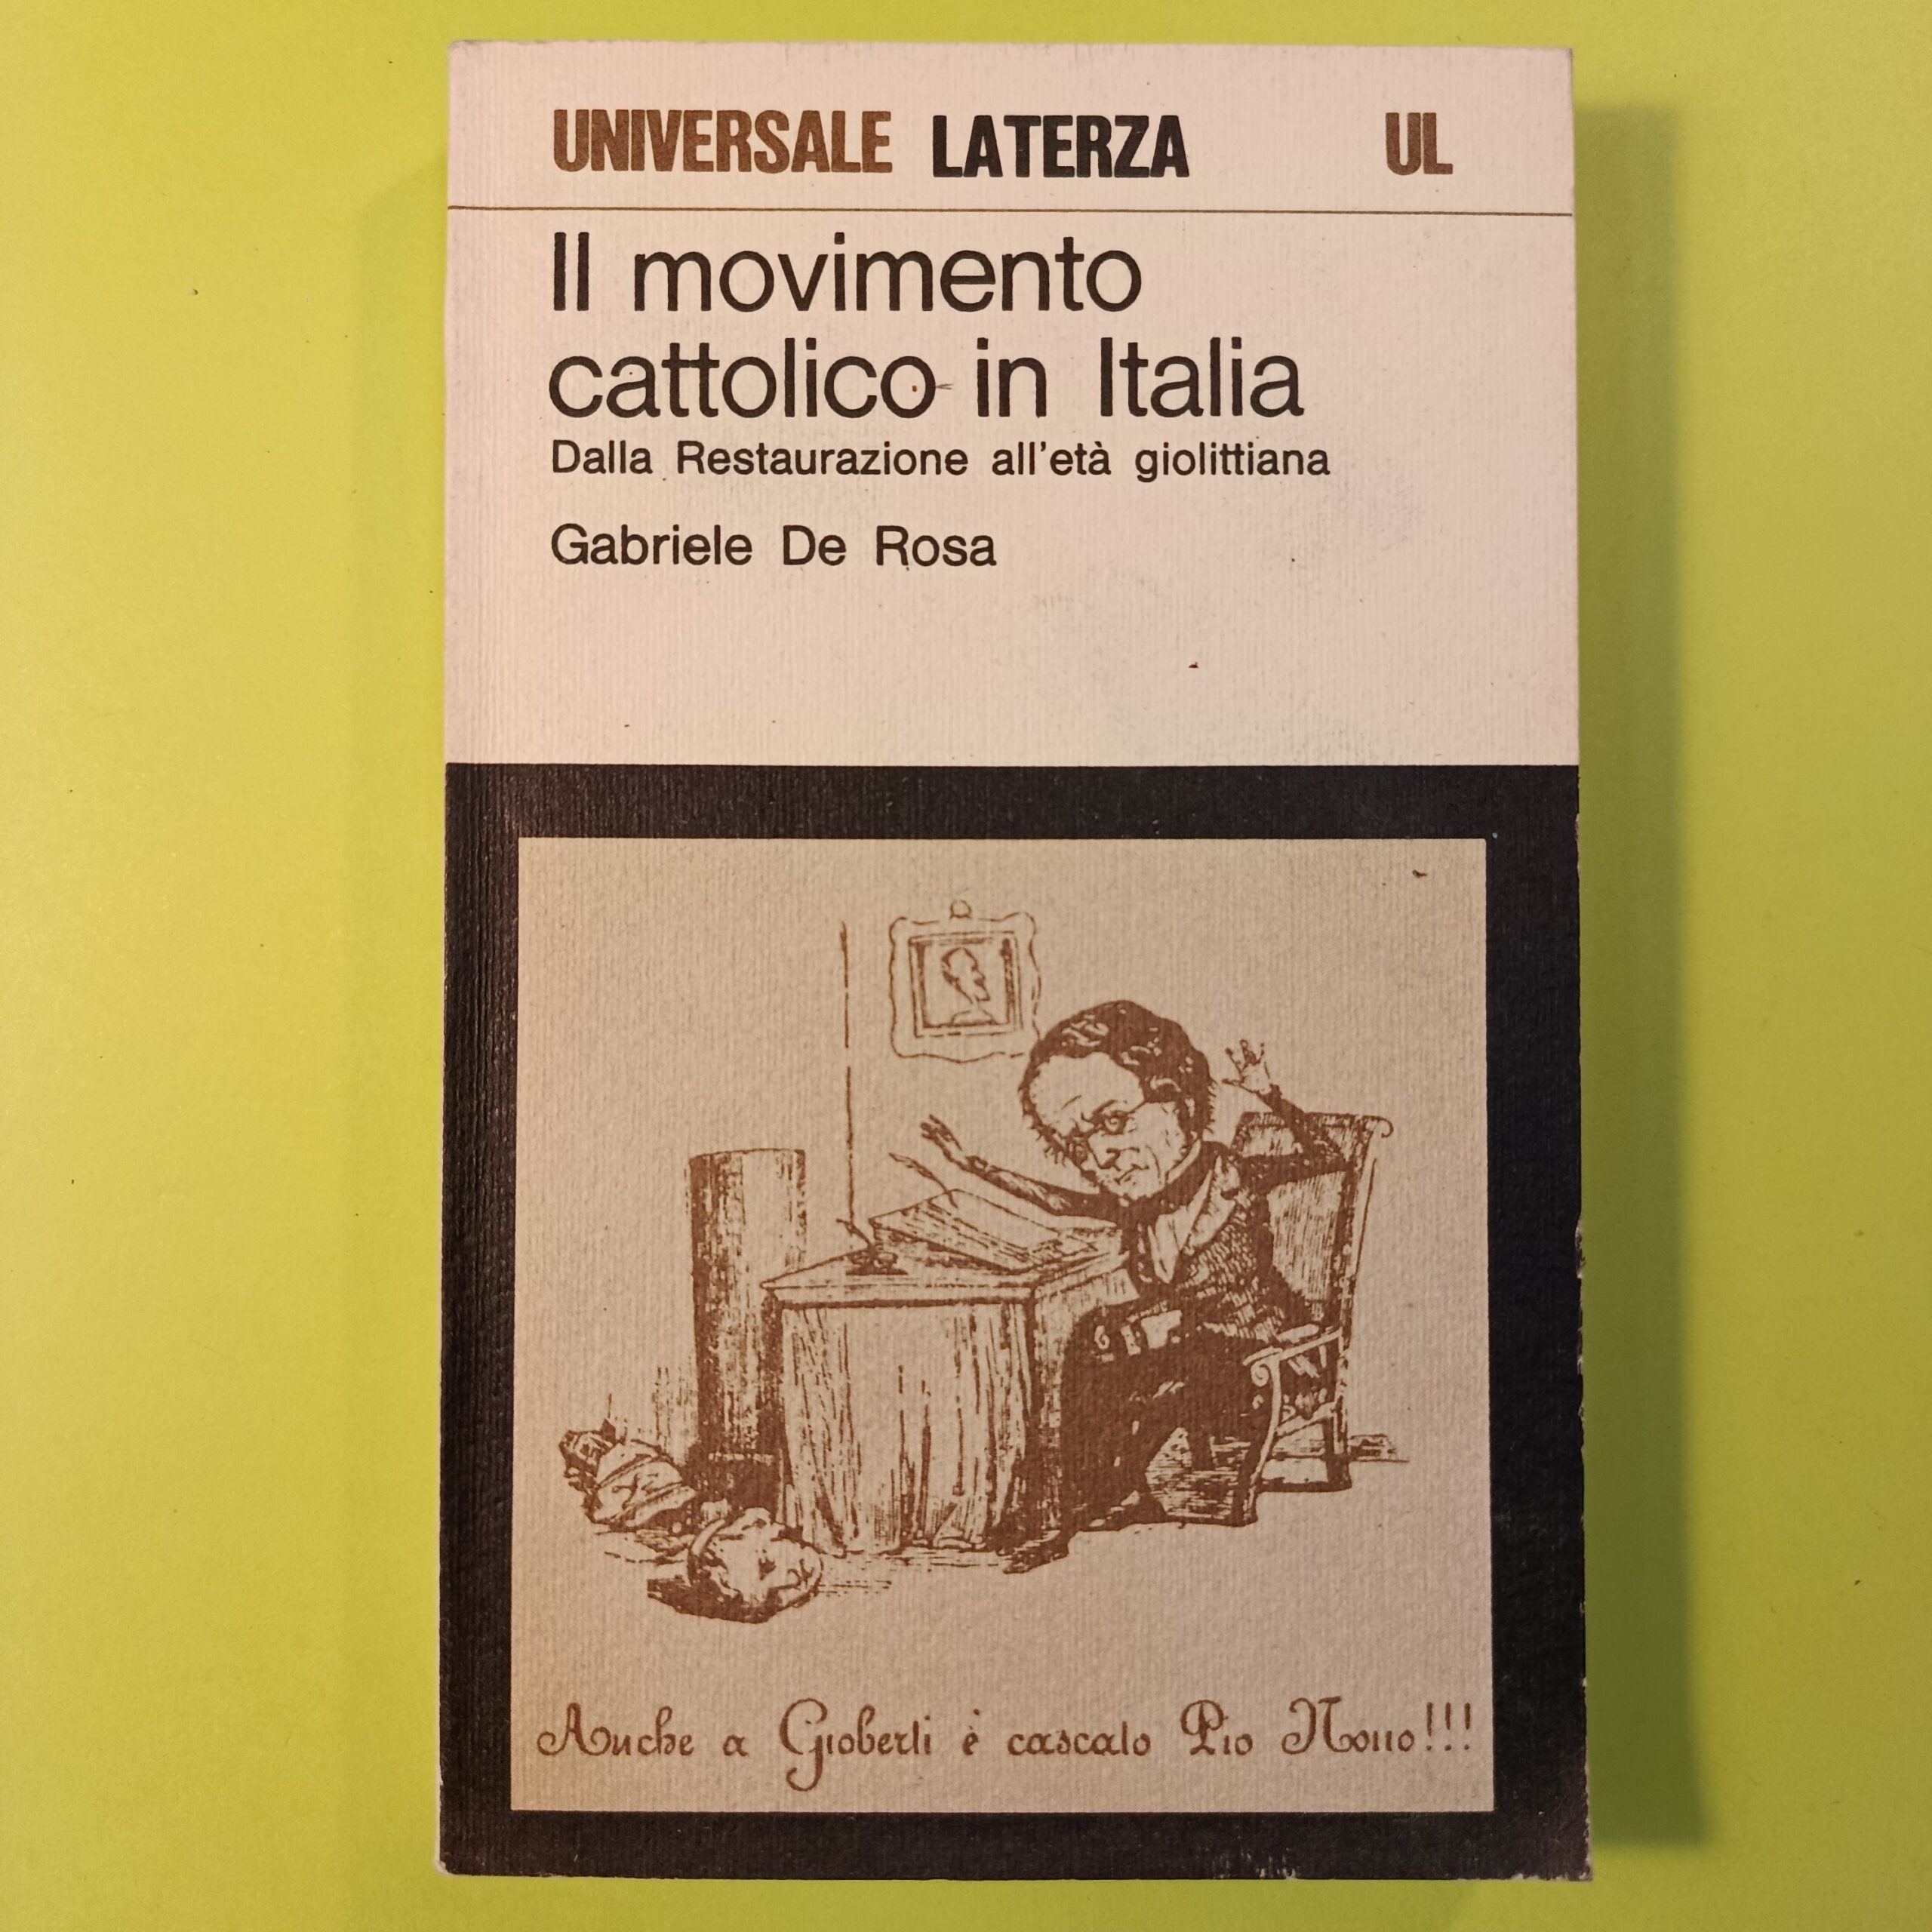 UNIVERSALE LATERZA UL
Il movimento
cattolico in Italia
Dalla Restaurazione all'età giolittiana
Gabriele De Rosa
Anche a Gioberti è cascato Pio Nono!!!